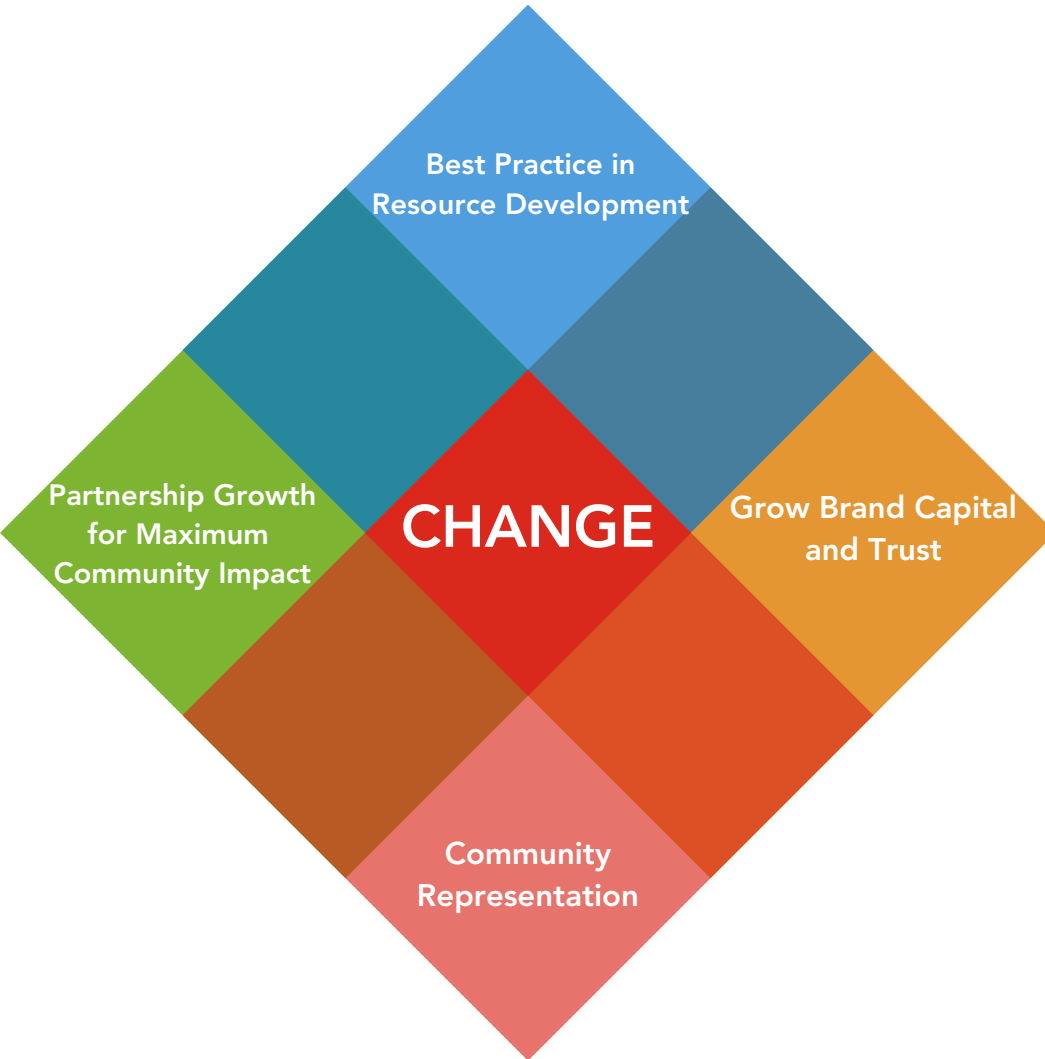 Best Practice in
Resource Development
Partnership Growth
for Maximum
Community Impact
CHANGE
Grow Brand Capital
and Trust
Community
Representation